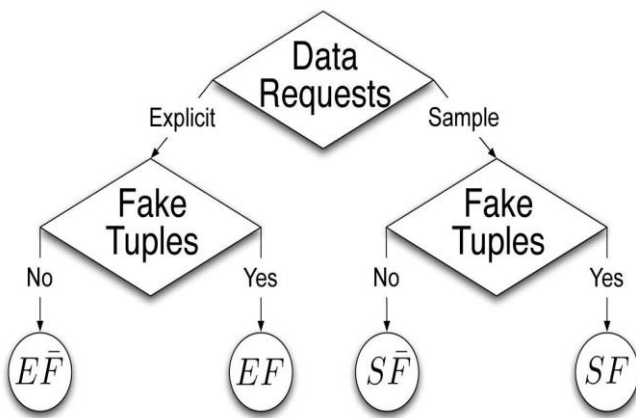 Data
Requests
Explicit
Sample
Fake
Tuples
Fake
Tuples
No
Yes
No
Yes
EF̄
EF
SF̄
SF